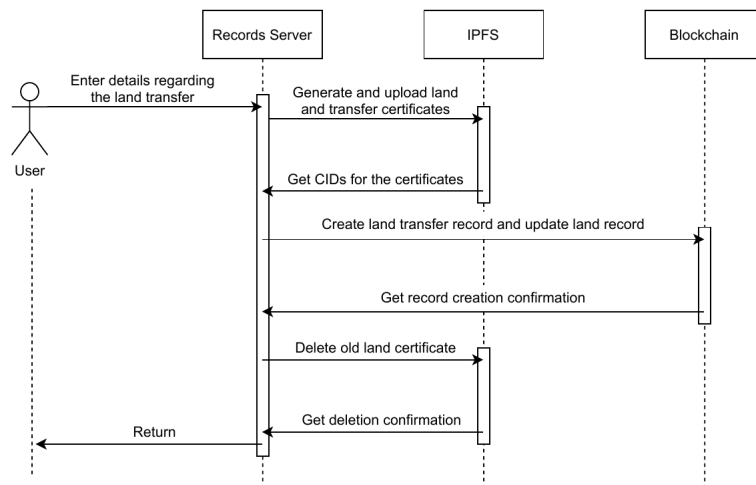 Records Server
IPFS
Blockchain
Enter details regarding
the land transfer
Generate and upload land
and transfer certificates
User
Get CIDs for the certificates
Create land transfer record and update land record
Get record creation confirmation
Delete old land certificate
Get deletion confirmation
Return